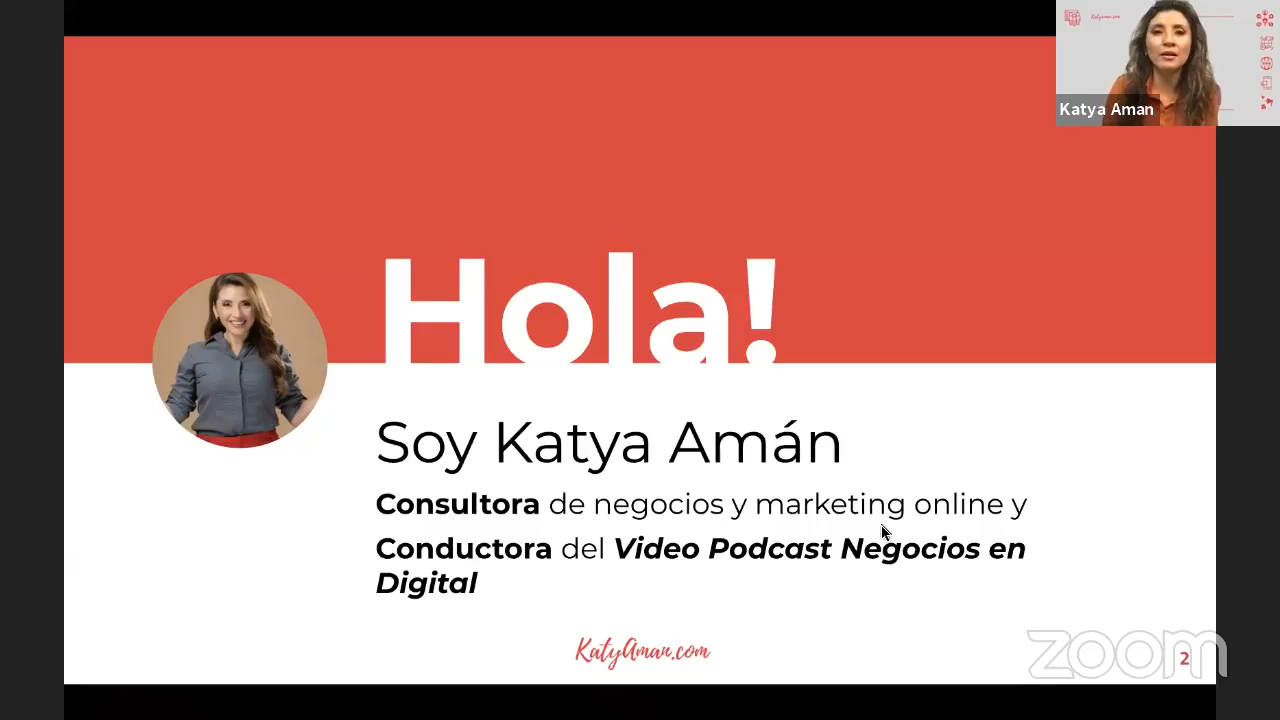 Katya Aman
Hola!
Soy Katya Amán
Consultora de negocios y marketing online y
Conductora del Video Podcast Negocios en
Digital
KatyAman.com
zoom
2